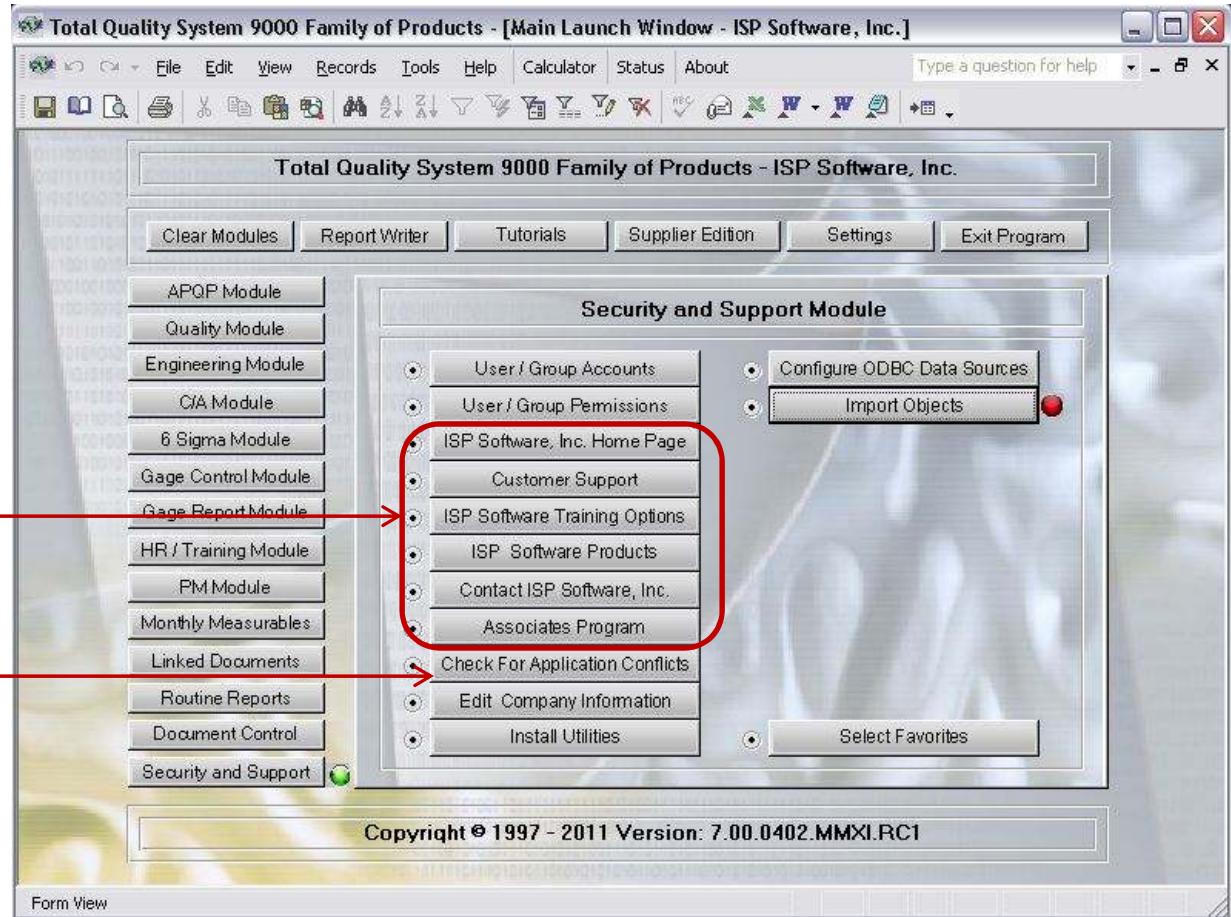 Total Quality System 9000 Family of Products - [Main Launch Window - ISP Software, Inc.]
File Edit View Records Tools Help Calculator Status About Type a question for help
Total Quality System 9000 Family of Products - ISP Software, Inc.
Clear Modules Report Writer Tutorials Supplier Edition Settings Exit Program
APQP Module
Quality Module
Engineering Module
C/A Module
6 Sigma Module
Gage Control Module
Gage Report Module
HR / Training Module
PM Module
Monthly Measurables
Linked Documents
Routine Reports
Document Control
Security and Support
Security and Support Module
User / Group Accounts
User / Group Permissions
ISP Software, Inc. Home Page
Customer Support
ISP Software Training Options
ISP Software Products
Contact ISP Software, Inc.
Associates Program
Check For Application Conflicts
Edit Company Information
Install Utilities
Configure ODBC Data Sources
Import Objects
Select Favorites
Copyright © 1997 - 2011 Version: 7.00.0402.MMXI.RC1
Form View